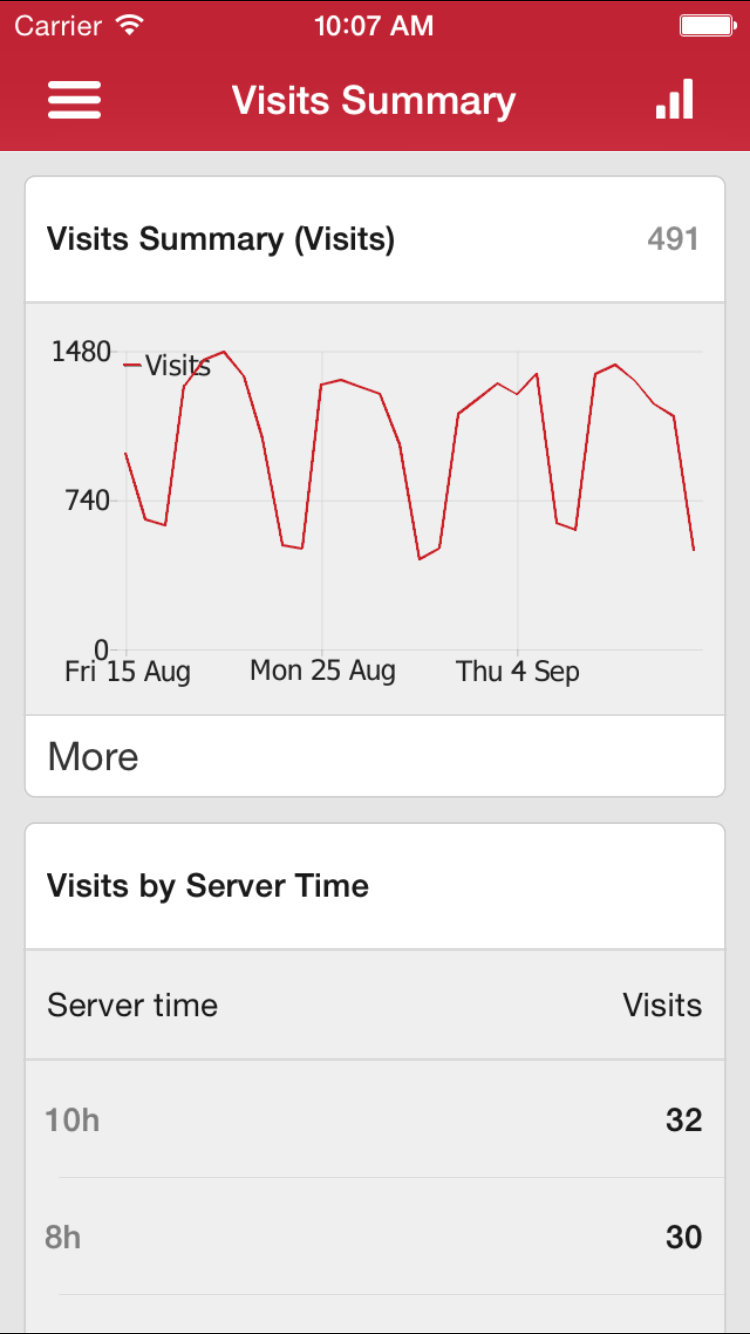 Carrier 10:07 AM
Visits Summary
Visits Summary (Visits) 491
1480
Visits
740
0
Fri 15 Aug Mon 25 Aug Thu 4 Sep
More
Visits by Server Time
Server time Visits
10h 32
8h 30